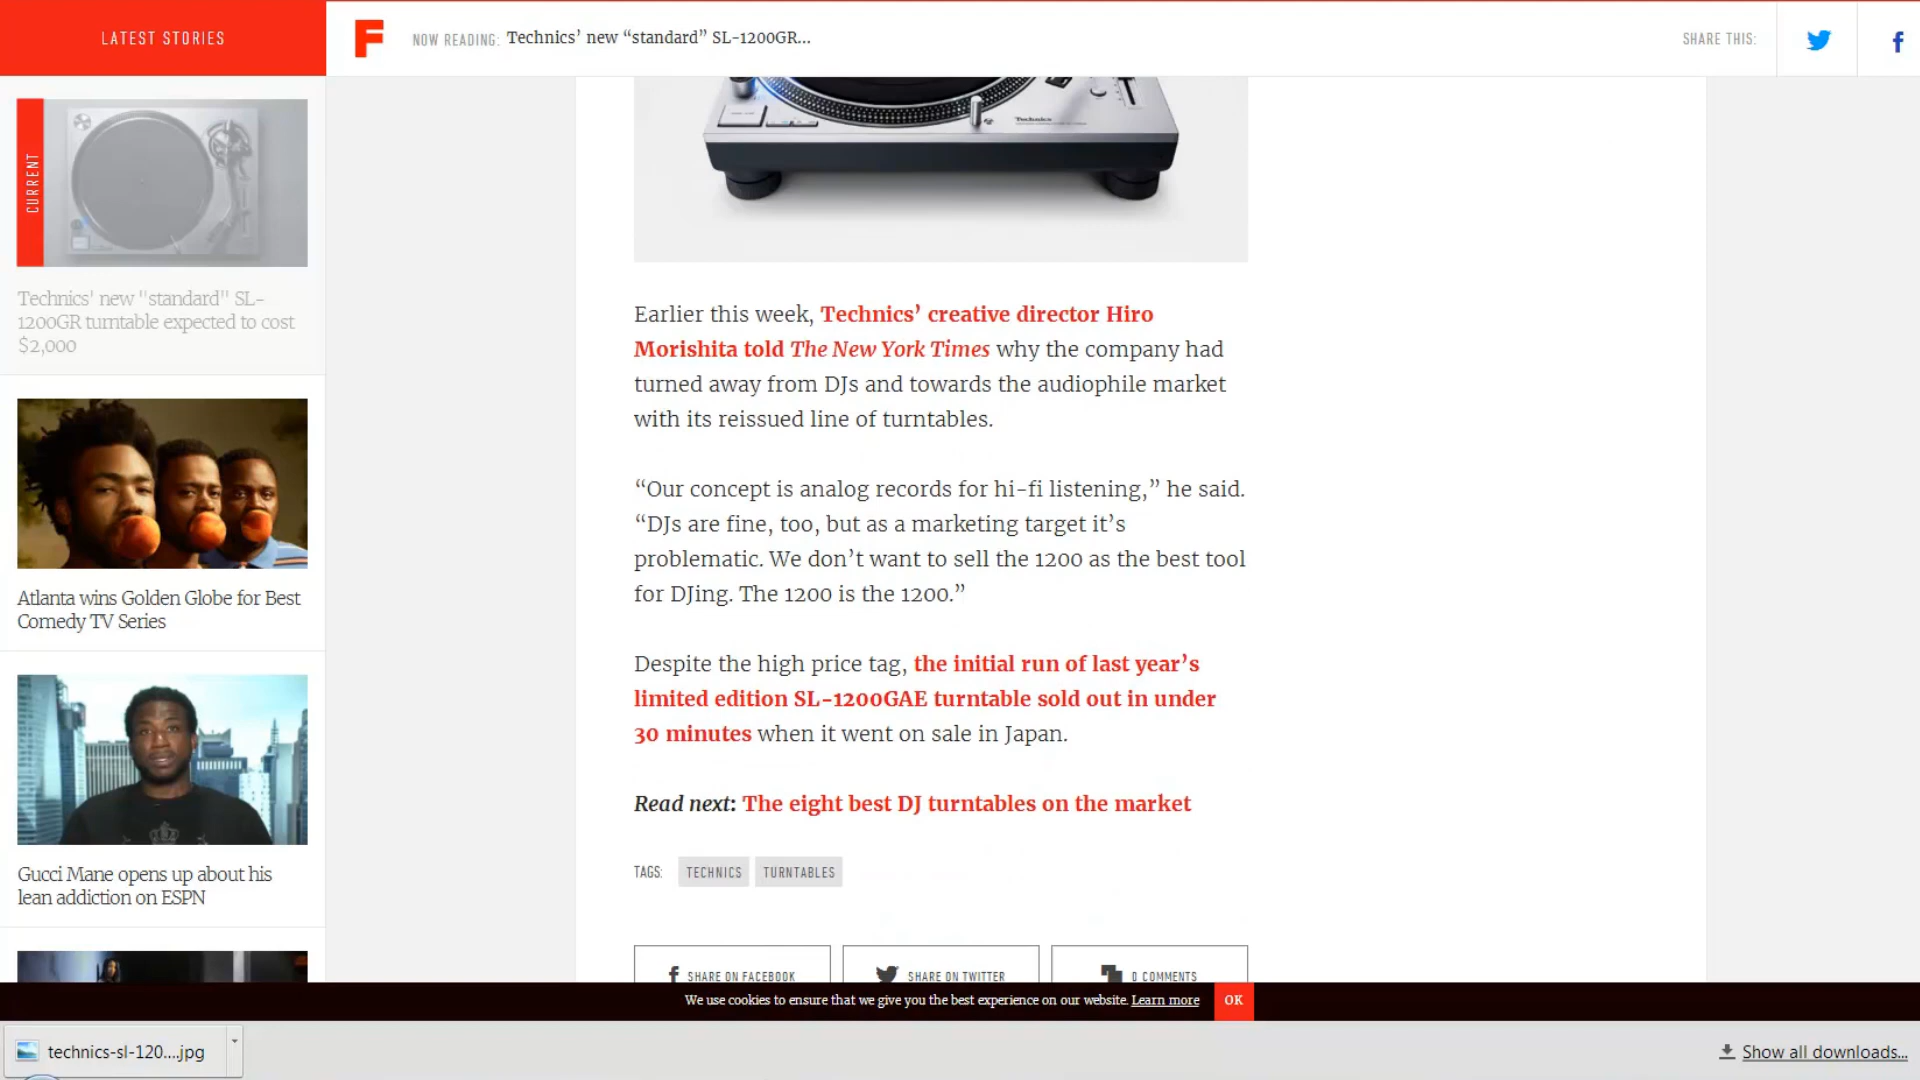 LATEST STORIES
F
NOW READING: Technics’ new “standard” SL-1200GR...
SHARE THIS:
CURRENT
Technics' new "standard" SL-
1200GR turntable expected to cost
$2,000
Atlanta wins Golden Globe for Best
Comedy TV Series
Gucci Mane opens up about his
lean addiction on ESPN
Technics
Earlier this week, Technics’ creative director Hiro
Morishita told The New York Times why the company had
turned away from DJs and towards the audiophile market
with its reissued line of turntables.
“Our concept is analog records for hi-fi listening,” he said.
“DJs are fine, too, but as a marketing target it’s
problematic. We don’t want to sell the 1200 as the best tool
for DJing. The 1200 is the 1200.”
Despite the high price tag, the initial run of last year’s
limited edition SL-1200GAE turntable sold out in under
30 minutes when it went on sale in Japan.
Read next: The eight best DJ turntables on the market
TAGS: TECHNICS TURNTABLES
SHARE ON FACEBOOK SHARE ON TWITTER 0 COMMENTS
We use cookies to ensure that we give you the best experience on our website. Learn more OK
technics-sl-120....jpg
Show all downloads...